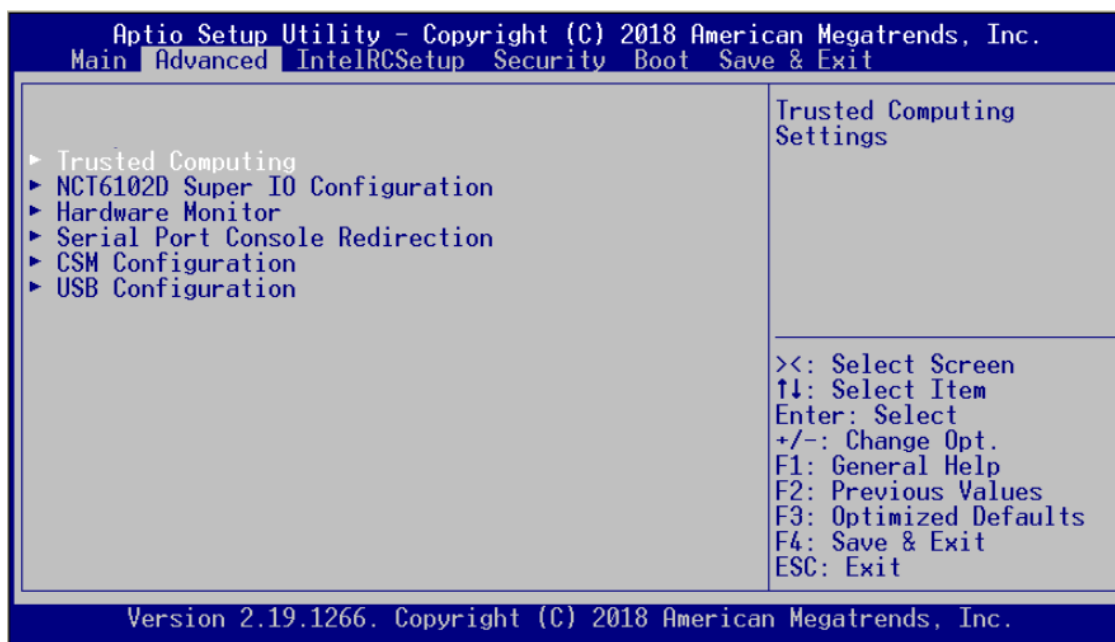 Aptio Setup Utility – Copyright (C) 2018 American Megatrends, Inc.
Main Advanced IntelRCSetup Security Boot Save & Exit
► Trusted Computing
► NCT6102D Super IO Configuration
► Hardware Monitor
► Serial Port Console Redirection
► CSM Configuration
► USB Configuration
Trusted Computing
Settings
><: Select Screen
↑↓: Select Item
Enter: Select
+/-: Change Opt.
F1: General Help
F2: Previous Values
F3: Optimized Defaults
F4: Save & Exit
ESC: Exit
Version 2.19.1266. Copyright (C) 2018 American Megatrends, Inc.